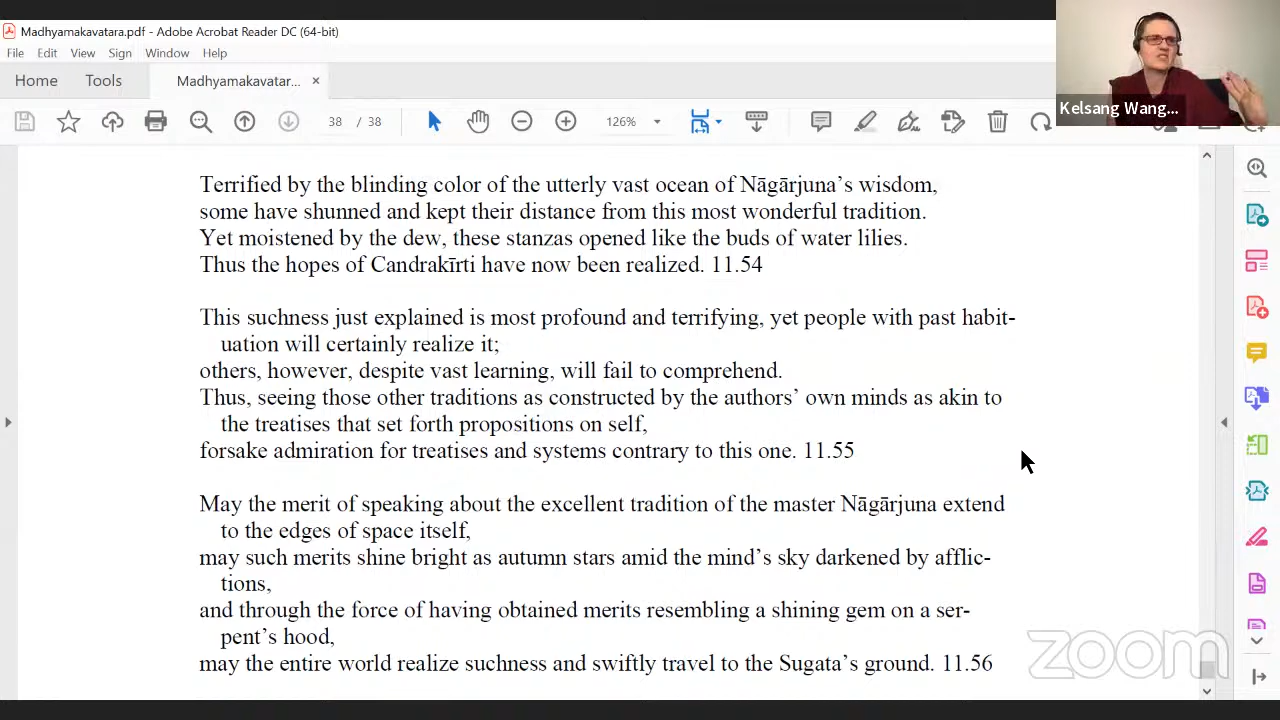 Madhyamakavatara.pdf - Adobe Acrobat Reader DC (64-bit)
File Edit View Sign Window Help
Home Tools Madhyamakavatar... ×
38 / 38 126%
Kelsang Wang...
Terrified by the blinding color of the utterly vast ocean of Nāgārjuna’s wisdom,
some have shunned and kept their distance from this most wonderful tradition.
Yet moistened by the dew, these stanzas opened like the buds of water lilies.
Thus the hopes of Candrakīrti have now been realized. 11.54
This suchness just explained is most profound and terrifying, yet people with past habit-
uation will certainly realize it;
others, however, despite vast learning, will fail to comprehend.
Thus, seeing those other traditions as constructed by the authors’ own minds as akin to
the treatises that set forth propositions on self,
forsake admiration for treatises and systems contrary to this one. 11.55
May the merit of speaking about the excellent tradition of the master Nāgārjuna extend
to the edges of space itself,
may such merits shine bright as autumn stars amid the mind’s sky darkened by afflic-
tions,
and through the force of having obtained merits resembling a shining gem on a ser-
pent’s hood,
may the entire world realize suchness and swiftly travel to the Sugata’s ground. 11.56
zoom